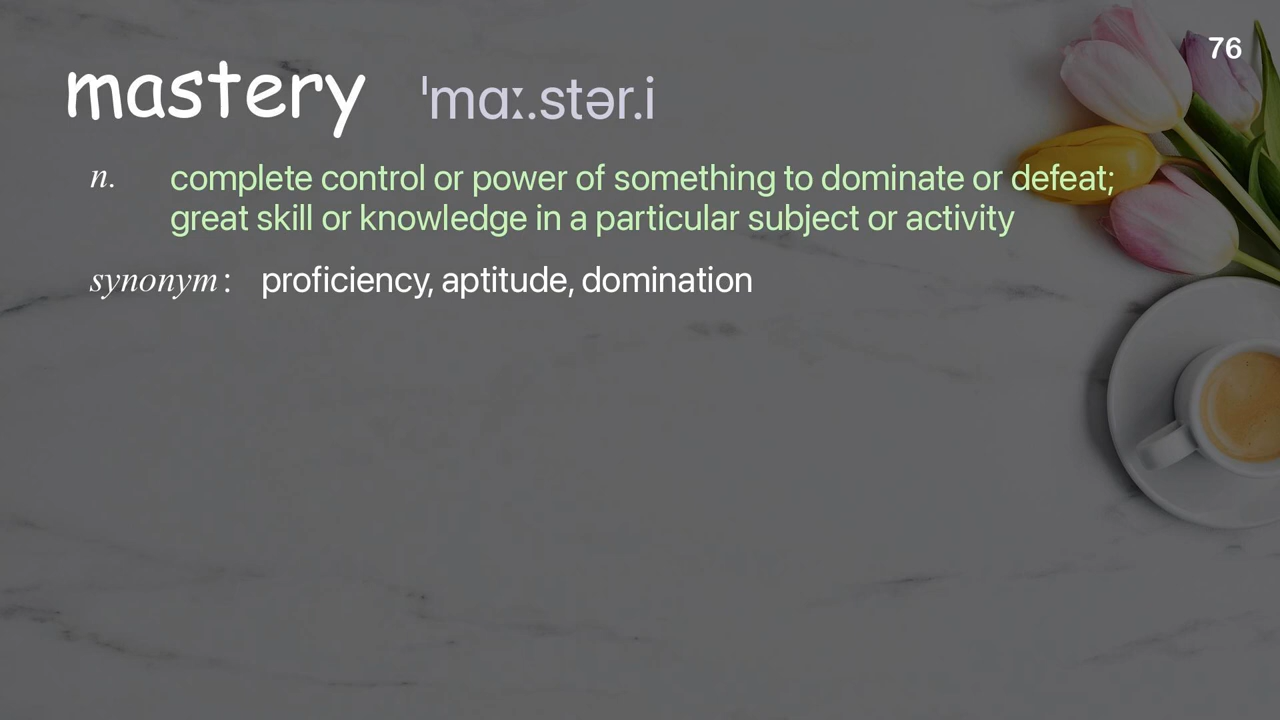 76
mastery ˈmɑː.stər.i
n. complete control or power of something to dominate or defeat;
great skill or knowledge in a particular subject or activity
synonym: proficiency, aptitude, domination